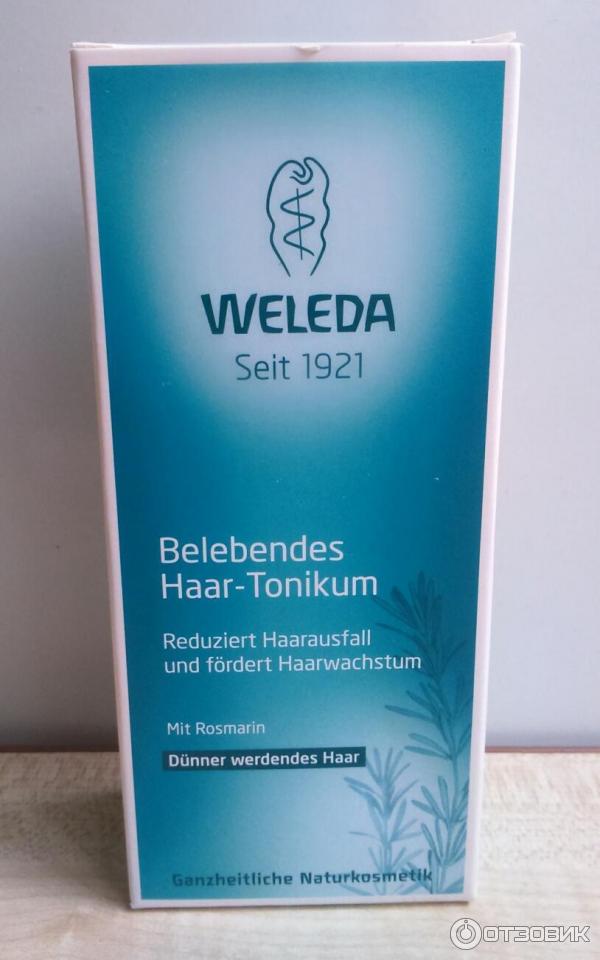 WELEDA
Seit 1921
Belebendes
Haar-Tonikum
Reduziert Haarausfall
und fördert Haarwachstum
Mit Rosmarin
Dünner werdendes Haar
Ganzheitliche Naturkosmetik
ОТЗОВИК